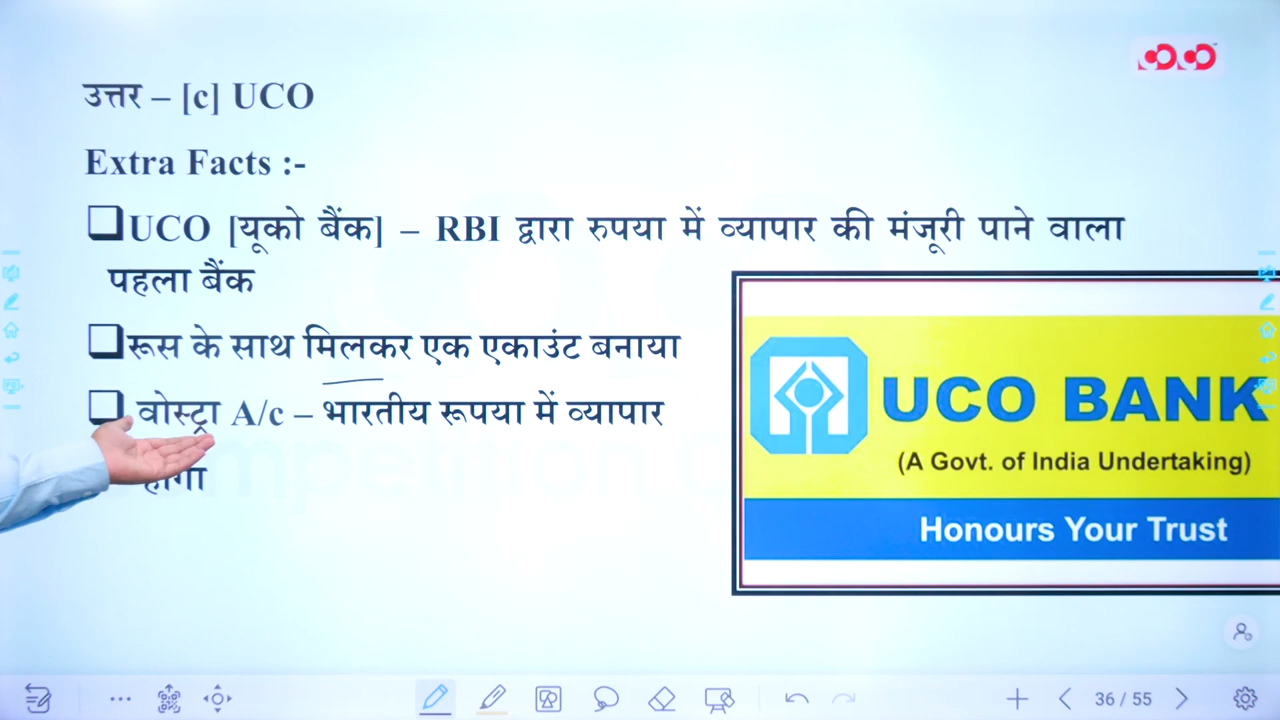 उत्तर – [c] UCO
Extra Facts :-
UCO [यूको बैंक] – RBI द्वारा रुपया में व्यापार की मंजूरी पाने वाला
पहला बैंक
रूस के साथ मिलकर एक एकाउंट बनाया
वोस्ट्रा A/c – भारतीय रूपया में व्यापार
होगा
UCO BANK
(A Govt. of India Undertaking)
Honours Your Trust
36 / 55